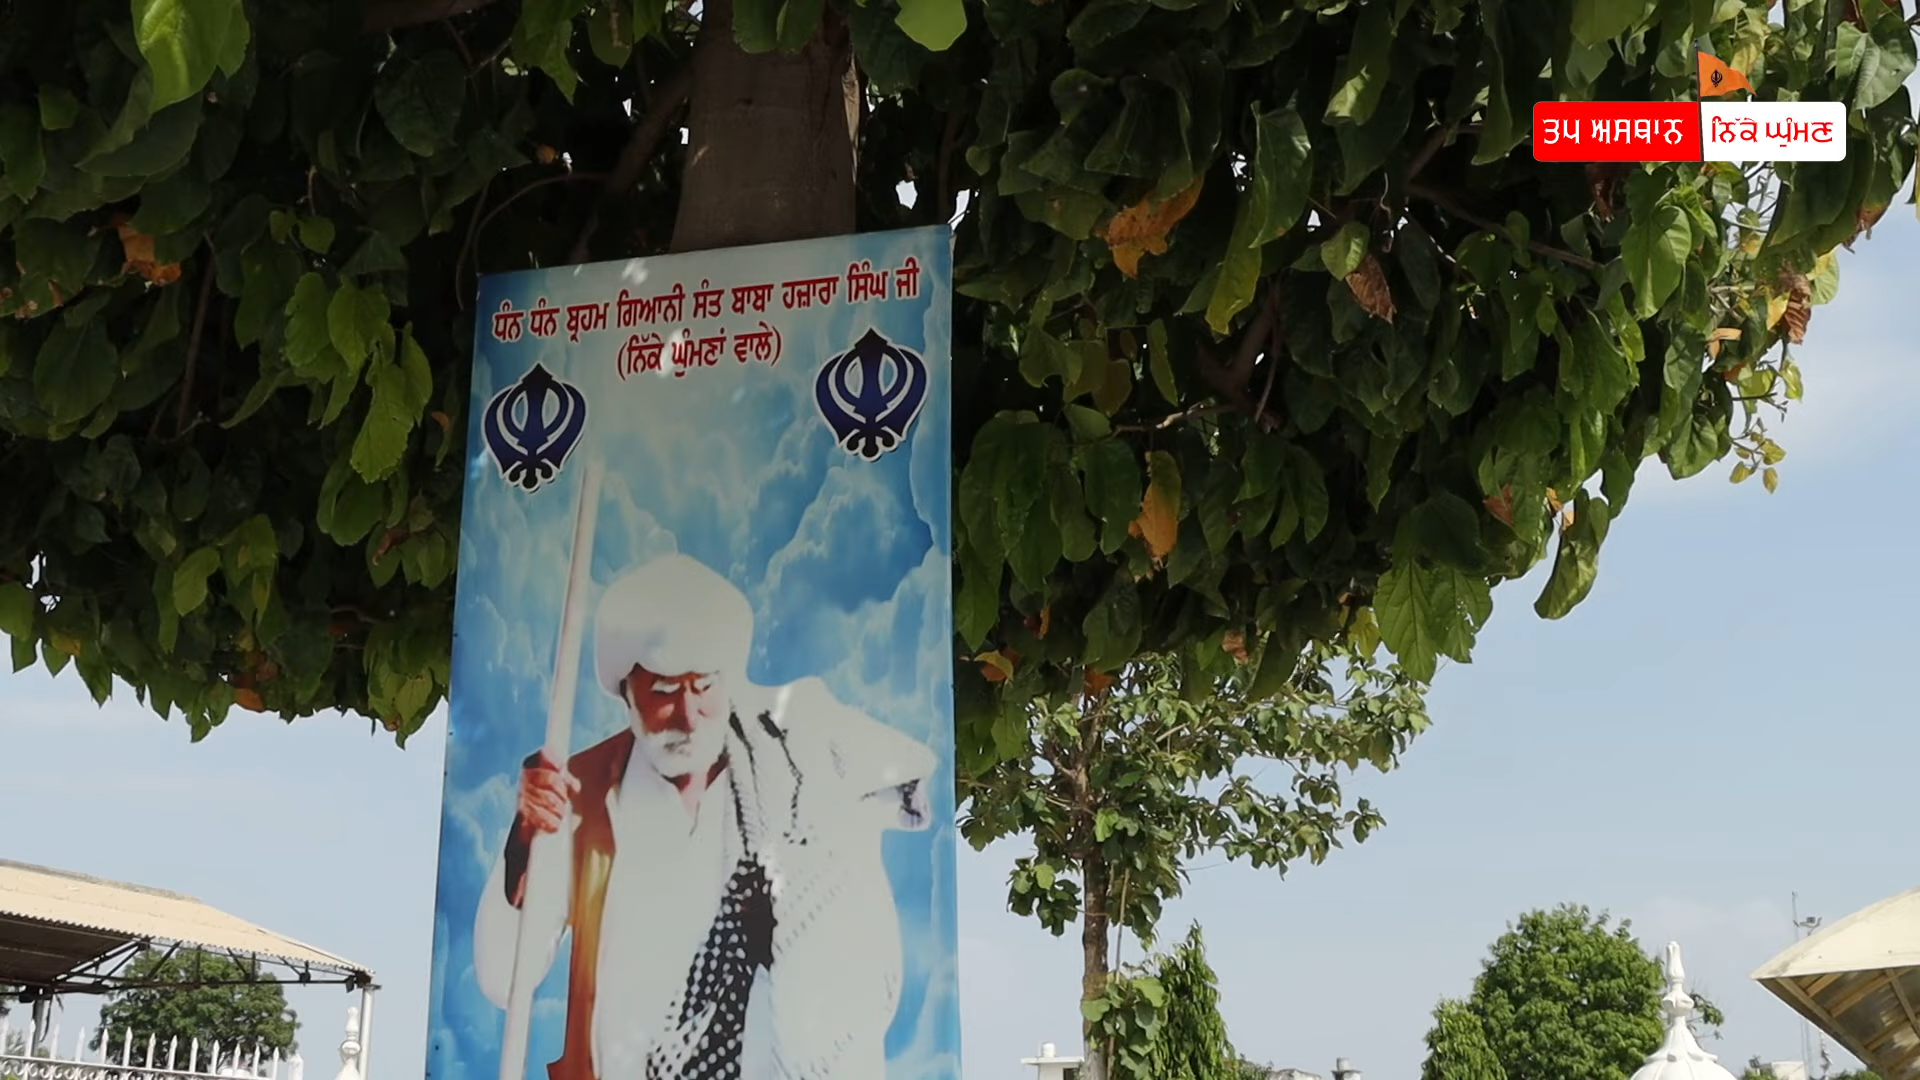 ਤਪ ਅਸਥਾਨ ਨਿੱਕੇ ਘੁੰਮਣ
ਧੰਨ ਧੰਨ ਬ੍ਰਹਮ ਗਿਆਨੀ ਸੰਤ ਬਾਬਾ ਹਜ਼ਾਰਾ ਸਿੰਘ ਜੀ
(ਨਿੱਕੇ ਘੁੰਮਣਾਂ ਵਾਲੇ)